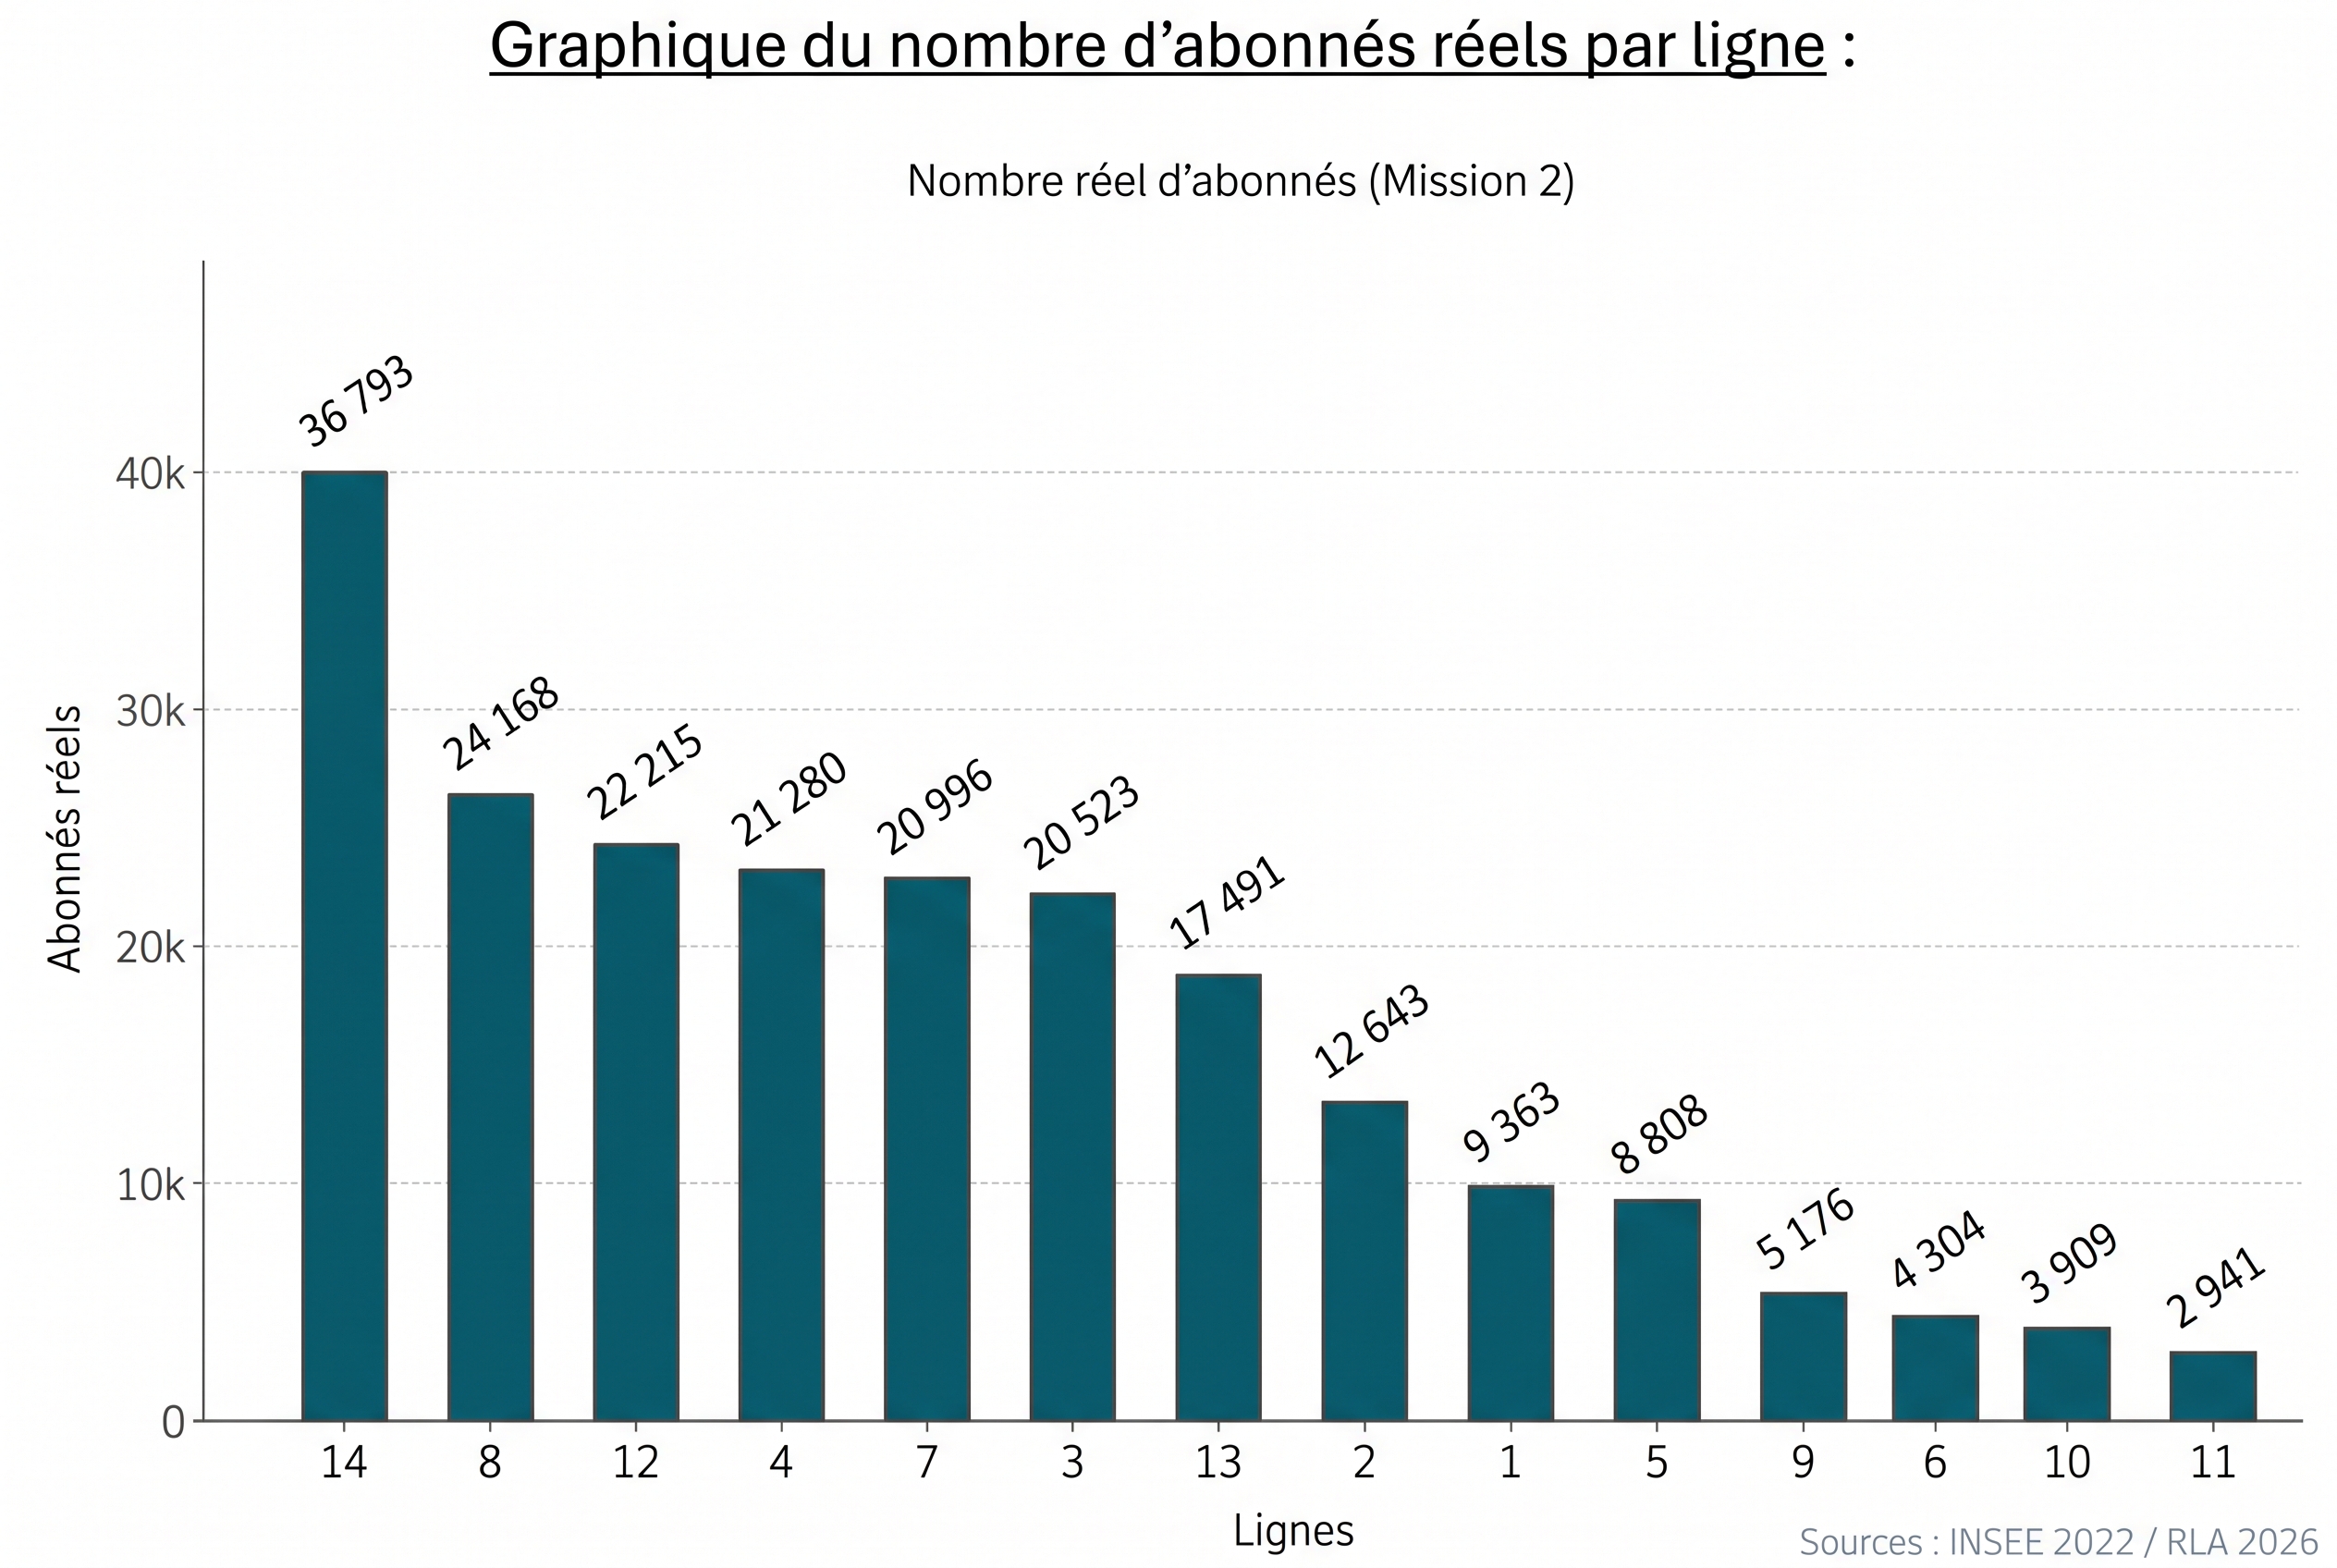 Graphique du nombre d’abonnés réels par ligne :
Nombre réel d’abonnés (Mission 2)
Abonnés réels
40k
30k
20k
10k
0
36 793
24 168
22 215
21 280
20 996
20 523
17 491
12 643
9 363
8 808
5 176
4 304
3 909
2 941
14 8 12 4 7 3 13 2 1 5 9 6 10 11
Lignes
Sources : INSEE 2022 / RLA 2026